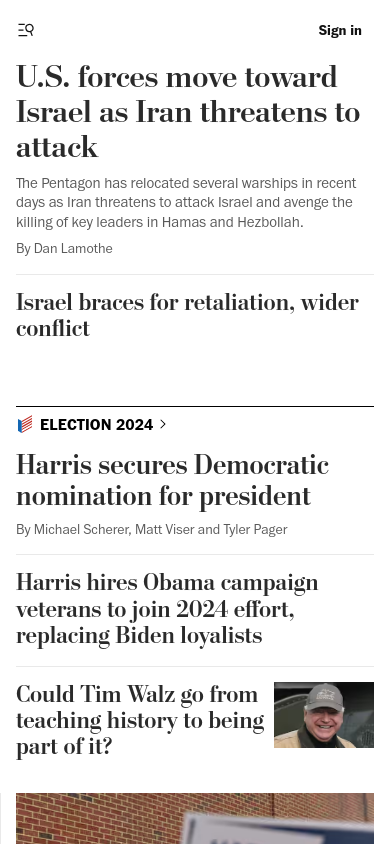 Sign in
U.S. forces move toward
Israel as Iran threatens to
attack
The Pentagon has relocated several warships in recent
days as Iran threatens to attack Israel and avenge the
killing of key leaders in Hamas and Hezbollah.
By Dan Lamothe
Israel braces for retaliation, wider
conflict
ELECTION 2024
Harris secures Democratic
nomination for president
By Michael Scherer, Matt Viser and Tyler Pager
Harris hires Obama campaign
veterans to join 2024 effort,
replacing Biden loyalists
Could Tim Walz go from
teaching history to being
part of it?